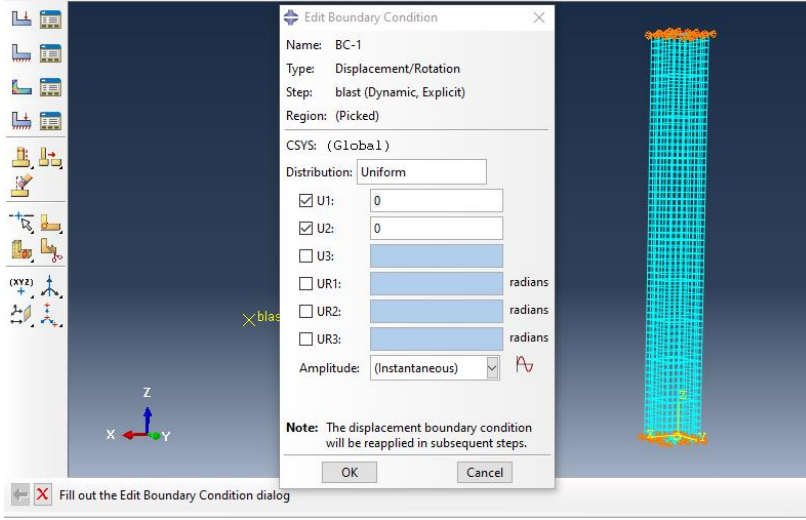 Edit Boundary Condition
Name: BC-1
Type: Displacement/Rotation
Step: blast (Dynamic, Explicit)
Region: (Picked)
CSYS: (Global)
Distribution: Uniform
U1: 0
U2: 0
U3:
UR1: radians
UR2: radians
UR3: radians
Amplitude: (Instantaneous)
Note: The displacement boundary condition
will be reapplied in subsequent steps.
OK Cancel
(XYZ)
blas
Z
X Y
Z
X Y
Fill out the Edit Boundary Condition dialog